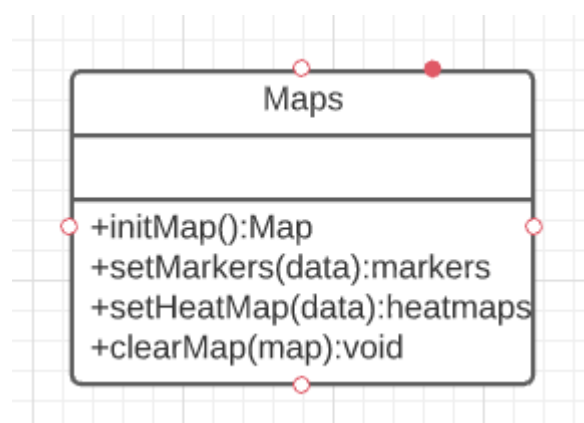 Maps
+initMap():Map
+setMarkers(data):markers
+setHeatMap(data):heatmaps
+clearMap(map):void